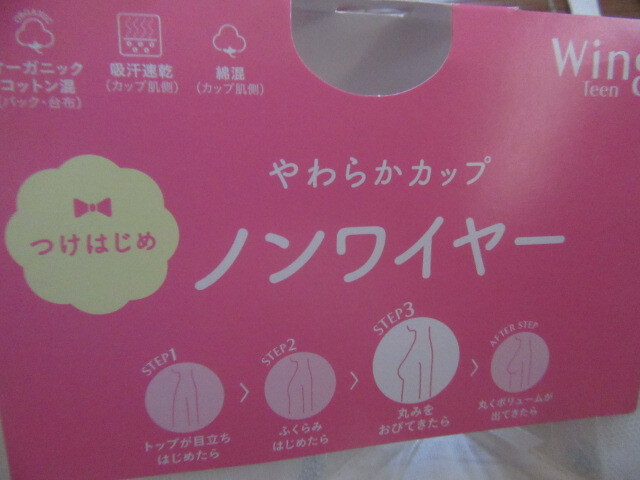 ORGANIC
オーガニック
コットン混
(バック・台布)
吸汗速乾
(カップ肌側)
綿混
(カップ肌側)
Wing
Teen
つけはじめ
やわらかカップ
ノンワイヤー
STEP1
トップが目立ち
はじめたら
STEP2
ふくらみ
はじめたら
STEP3
丸みを
おびてきたら
AFTER STEP
丸くボリュームが
出てきたら